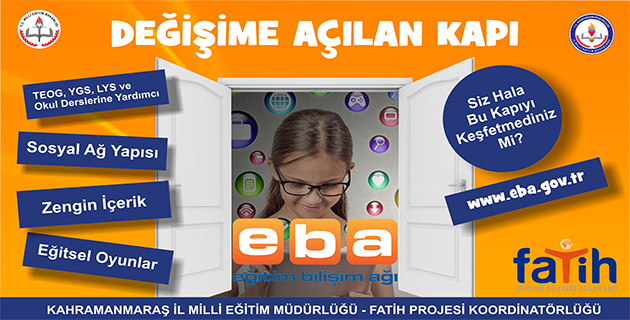 DEĞİŞİME AÇILAN KAPI
TEOG, YGS, LYS ve
Okul Derslerine Yardımcı
Sosyal Ağ Yapısı
Zengin İçerik
Eğitsel Oyunlar
Siz Hala
Bu Kapıyı
Keşfetmediniz
Mi?
www.eba.gov.tr
eba
eğitim bilişim ağı
fatih
KAHRAMANMARAŞ İL MİLLİ EĞİTİM MÜDÜRLÜĞÜ - FATİH PROJESİ KOORDİNATÖRLÜĞÜ